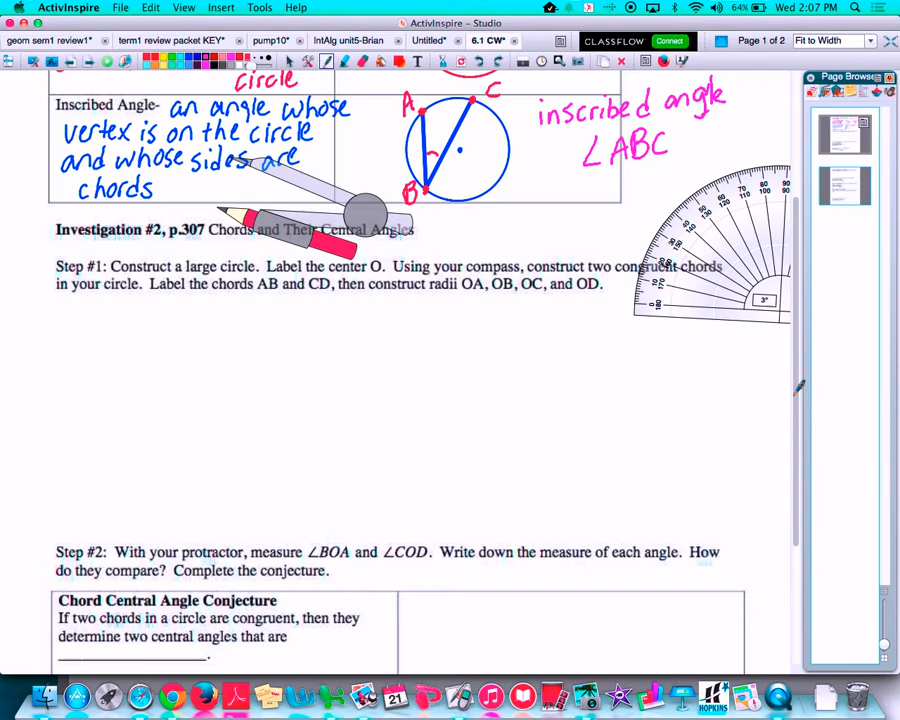 ActivInspire File Edit View Insert Tools Help 64% Wed 2:07 PM
ActivInspire - Studio
geom sem1 review1* term1 review packet KEY* pump10* IntAlg unit5-Brian Untitled* 6.1 CW* CLASSFLOW Connect Page 1 of 2 Fit to Width
Page Brows
circle
Inscribed Angle- an angle whose
vertex is on the circle
and whose sides are
chords
A C
B
inscribed angle
∠ABC
Investigation #2, p.307 Chords and Their Central Angles
Step #1: Construct a large circle. Label the center O. Using your compass, construct two congruent chords
in your circle. Label the chords AB and CD, then construct radii OA, OB, OC, and OD.
3°
Step #2: With your protractor, measure ∠BOA and ∠COD. Write down the measure of each angle. How
do they compare? Complete the conjecture.
Chord Central Angle Conjecture
If two chords in a circle are congruent, then they
determine two central angles that are
____________________.
21
HOPKINS